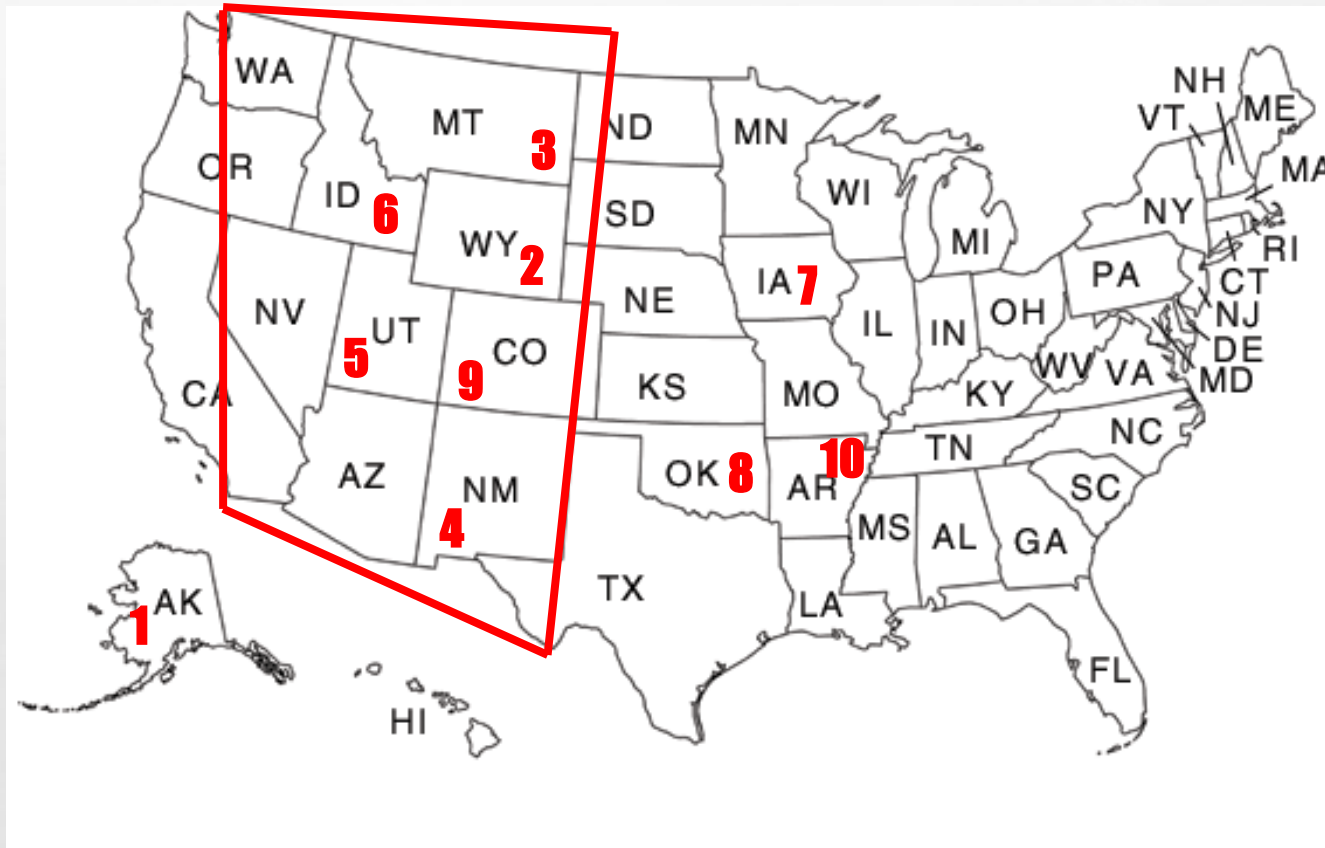 NH
WA
ME
VT
MT
ND
MN
3
OR
MA
ID
6
WI
SD
NY
WY
2
MI
RI
PA
IA 7
CT
NE
NV
NJ
UT
IL
IN
OH
5
CO
DE
WV
VA
MD
9
KS
CA
MO
KY
NC
TN
10
AZ
OK 8
NM
AR
SC
4
MS
AL
GA
TX
AK
LA
1
FL
HI